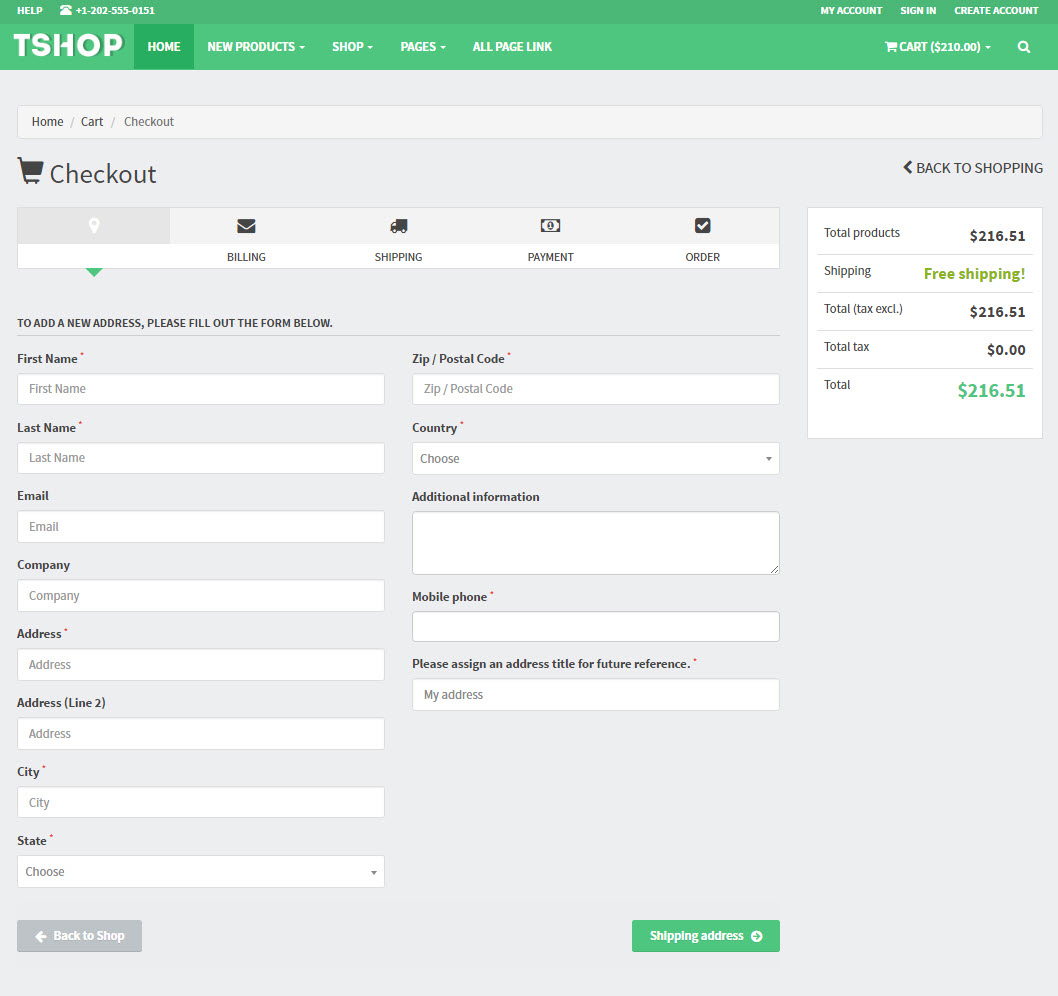 HELP +1-202-555-0151 MY ACCOUNT SIGN IN CREATE ACCOUNT
TSHOP HOME NEW PRODUCTS SHOP PAGES ALL PAGE LINK CART ($210.00)
Home / Cart / Checkout
Checkout BACK TO SHOPPING
BILLING SHIPPING PAYMENT ORDER
Total products $216.51
Shipping Free shipping!
Total (tax excl.) $216.51
Total tax $0.00
Total $216.51
TO ADD A NEW ADDRESS, PLEASE FILL OUT THE FORM BELOW.
First Name *
First Name
Last Name *
Last Name
Email
Email
Company
Company
Address *
Address
Address (Line 2)
Address
City *
City
State *
Choose
Zip / Postal Code *
Zip / Postal Code
Country *
Choose
Additional information
Mobile phone *
Please assign an address title for future reference. *
My address
Back to Shop Shipping address